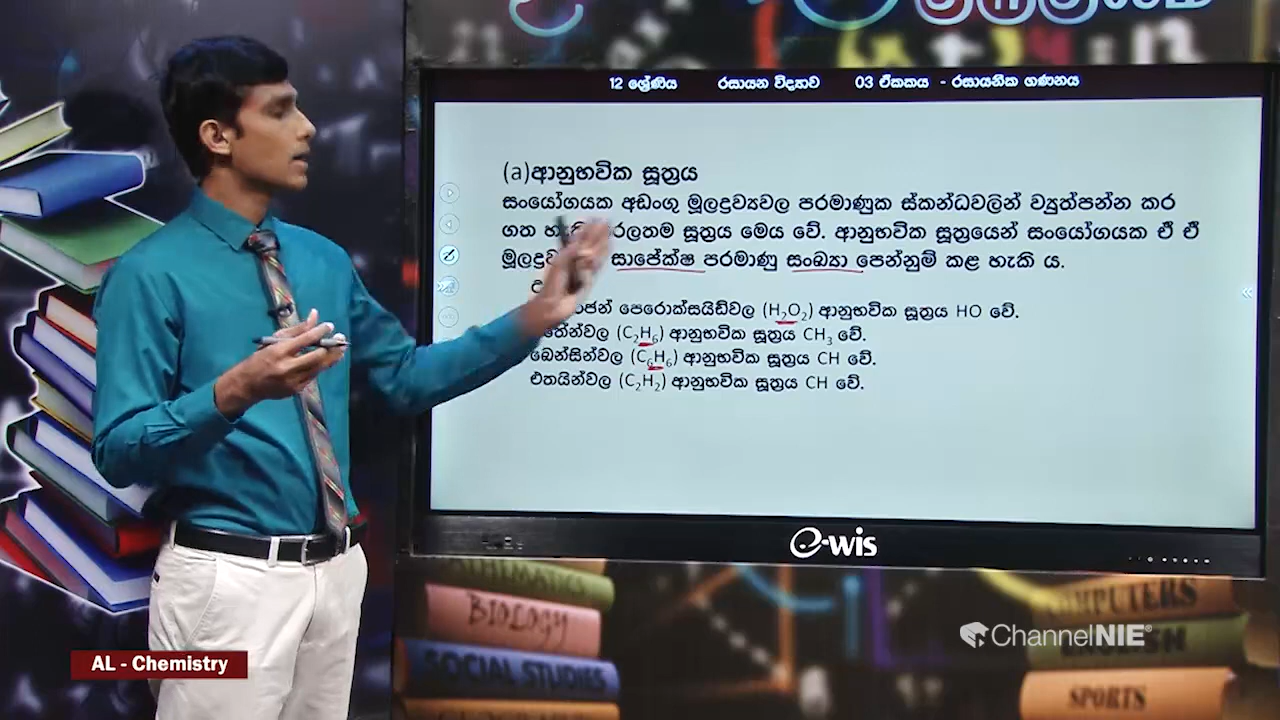 12 ශ්‍රේණිය රසායන විද්‍යාව 03 ඒකකය - රසායනික ගණනය
(a)ආනුභවික සූත්‍රය
සංයෝගයක අඩංගු මූලද්‍රව්‍යවල පරමාණුක ස්කන්ධවලින් ව්‍යුත්පන්න කර
ගත සූත්‍රය මෙය වේ. ආනුභවික සූත්‍රයෙන් සංයෝගයක ඒ ඒ
සාපේක්ෂ පරමාණු සංඛ්‍යා පෙන්නුම් කළ හැකි ය.
පෙරොක්සයිඩ්වල (H₂O₂) ආනුභවික සූත්‍රය HO වේ.
(C₂H₆) ආනුභවික සූත්‍රය CH₃ වේ.
බෙන්සින්වල (C₆H₆) ආනුභවික සූත්‍රය CH වේ.
එතයින්වල (C₂H₂) ආනුභවික සූත්‍රය CH වේ.
e-wis
MATHEMATICS
BIOLOGY
SOCIAL STUDIES
COMPUTERS
ENGLISH
SPORTS
ChannelNIE®
AL - Chemistry